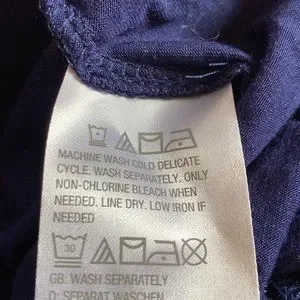 MACHINE WASH COLD DELICATE
CYCLE. WASH SEPARATELY. ONLY
NON-CHLORINE BLEACH WHEN
NEEDED. LINE DRY. LOW IRON IF
NEEDED
30
GB: WASH SEPARATELY
D: SEPARAT WASCHEN